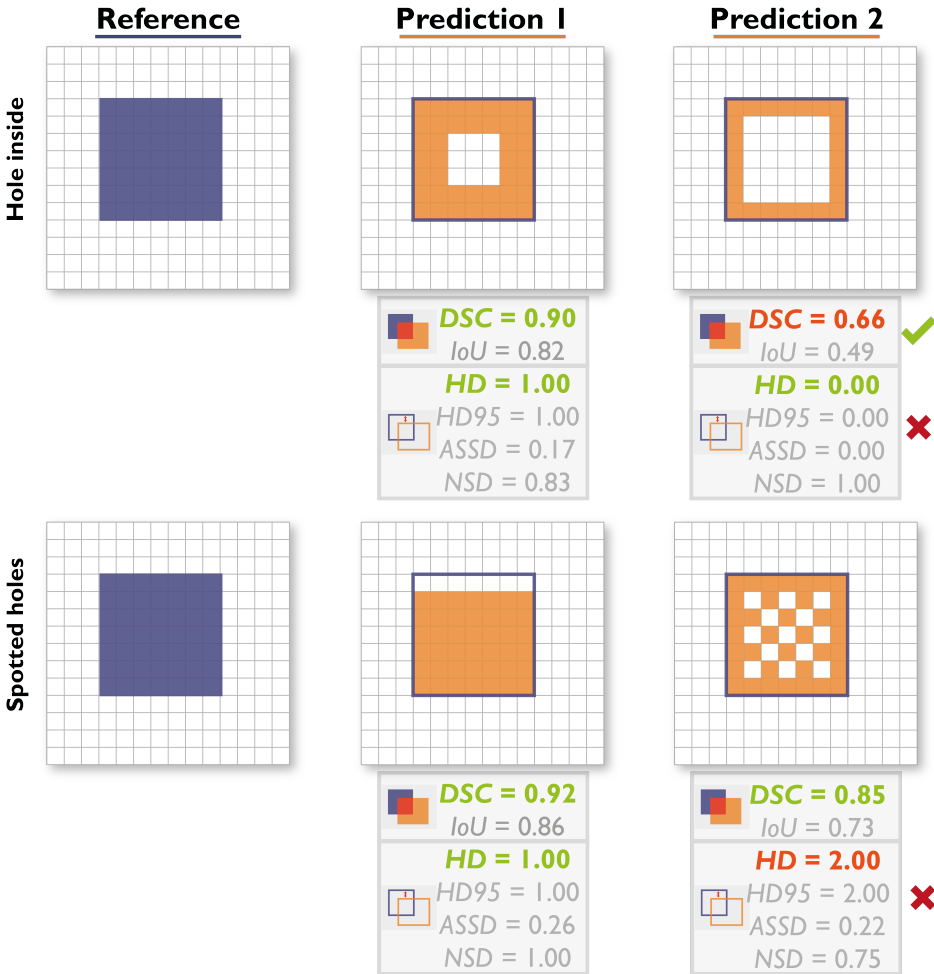 Reference
Prediction 1
Prediction 2
Hole inside
DSC = 0.90
IoU = 0.82
HD = 1.00
HD95 = 1.00
ASSD = 0.17
NSD = 0.83
DSC = 0.66
IoU = 0.49
HD = 0.00
HD95 = 0.00
ASSD = 0.00
NSD = 1.00
Spotted holes
DSC = 0.92
IoU = 0.86
HD = 1.00
HD95 = 1.00
ASSD = 0.26
NSD = 1.00
DSC = 0.85
IoU = 0.73
HD = 2.00
HD95 = 2.00
ASSD = 0.22
NSD = 0.75